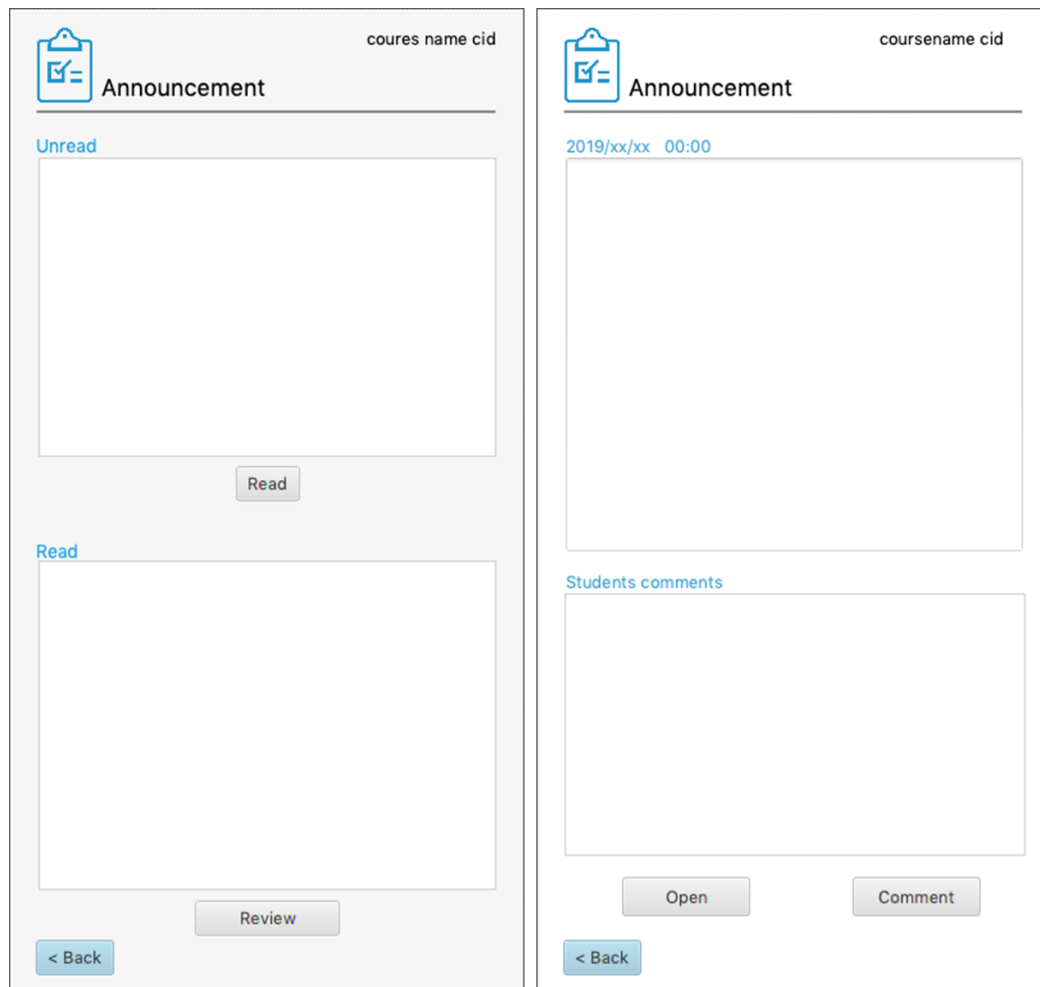 coures name cid
Announcement
Unread
Read
Read
Review
< Back
coursename cid
Announcement
2019/xx/xx 00:00
Students comments
Open
Comment
< Back